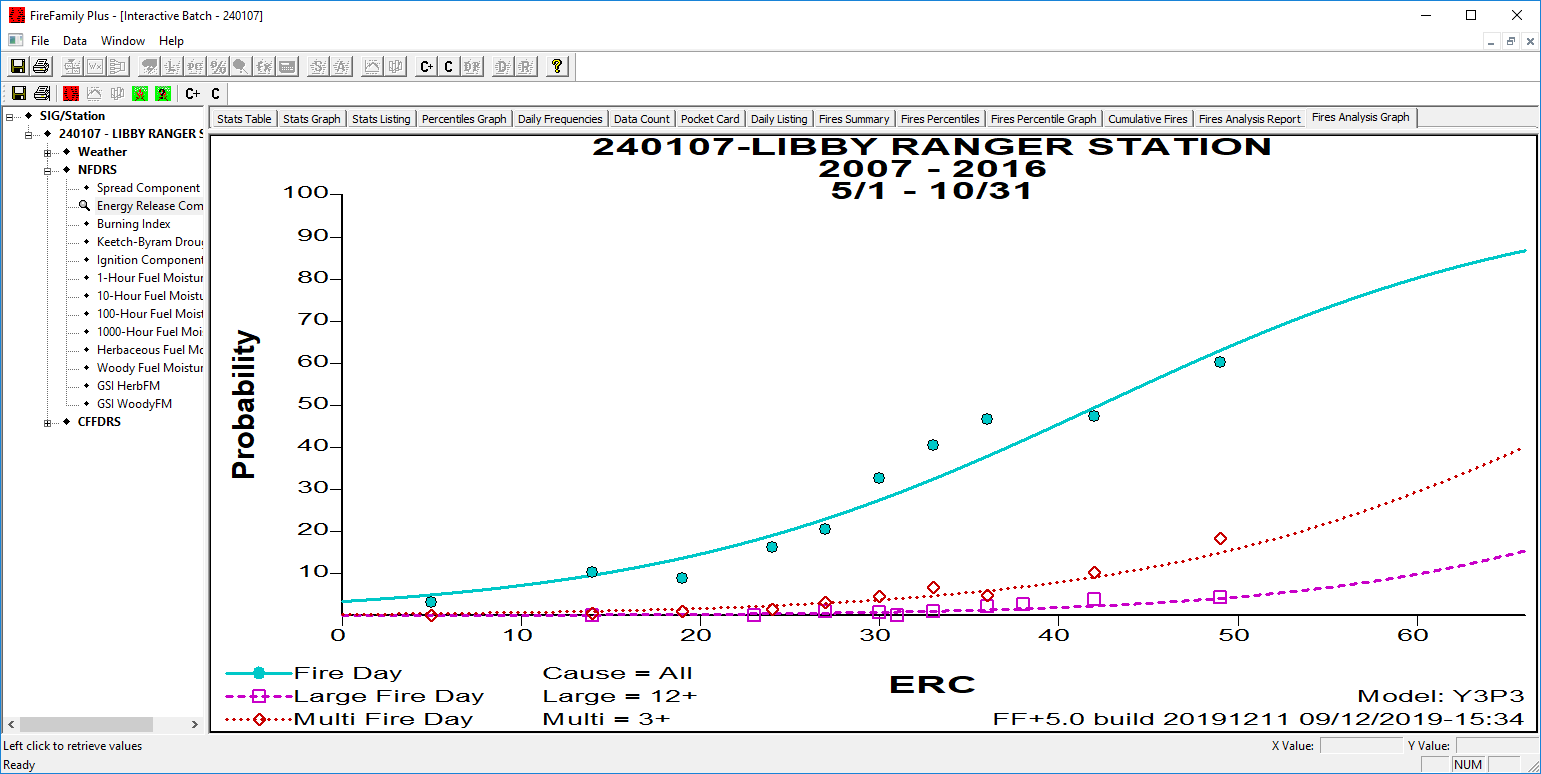 FireFamily Plus - [Interactive Batch - 240107]
File Data Window Help
C+ C ?
C+ C
SIG/Station
240107 - LIBBY RANGER S
Weather
NFDRS
Spread Component
Energy Release Com
Burning Index
Keetch-Byram Droug
Ignition Component
1-Hour Fuel Moistur
10-Hour Fuel Moistu
100-Hour Fuel Moist
1000-Hour Fuel Moi
Herbaceous Fuel Mo
Woody Fuel Moistur
GSI HerbFM
GSI WoodyFM
CFFDRS
Stats Table Stats Graph Stats Listing Percentiles Graph Daily Frequencies Data Count Pocket Card Daily Listing Fires Summary Fires Percentiles Fires Percentile Graph Cumulative Fires Fires Analysis Report Fires Analysis Graph
240107-LIBBY RANGER STATION
2007 - 2016
5/1 - 10/31
100
90
80
70
60
50
40
30
20
10
Probability
0 10 20 30 40 50 60
ERC
Fire Day Cause = All
Large Fire Day Large = 12+
Multi Fire Day Multi = 3+
Model: Y3P3
FF+5.0 build 20191211 09/12/2019-15:34
Left click to retrieve values
X Value: Y Value:
Ready
NUM